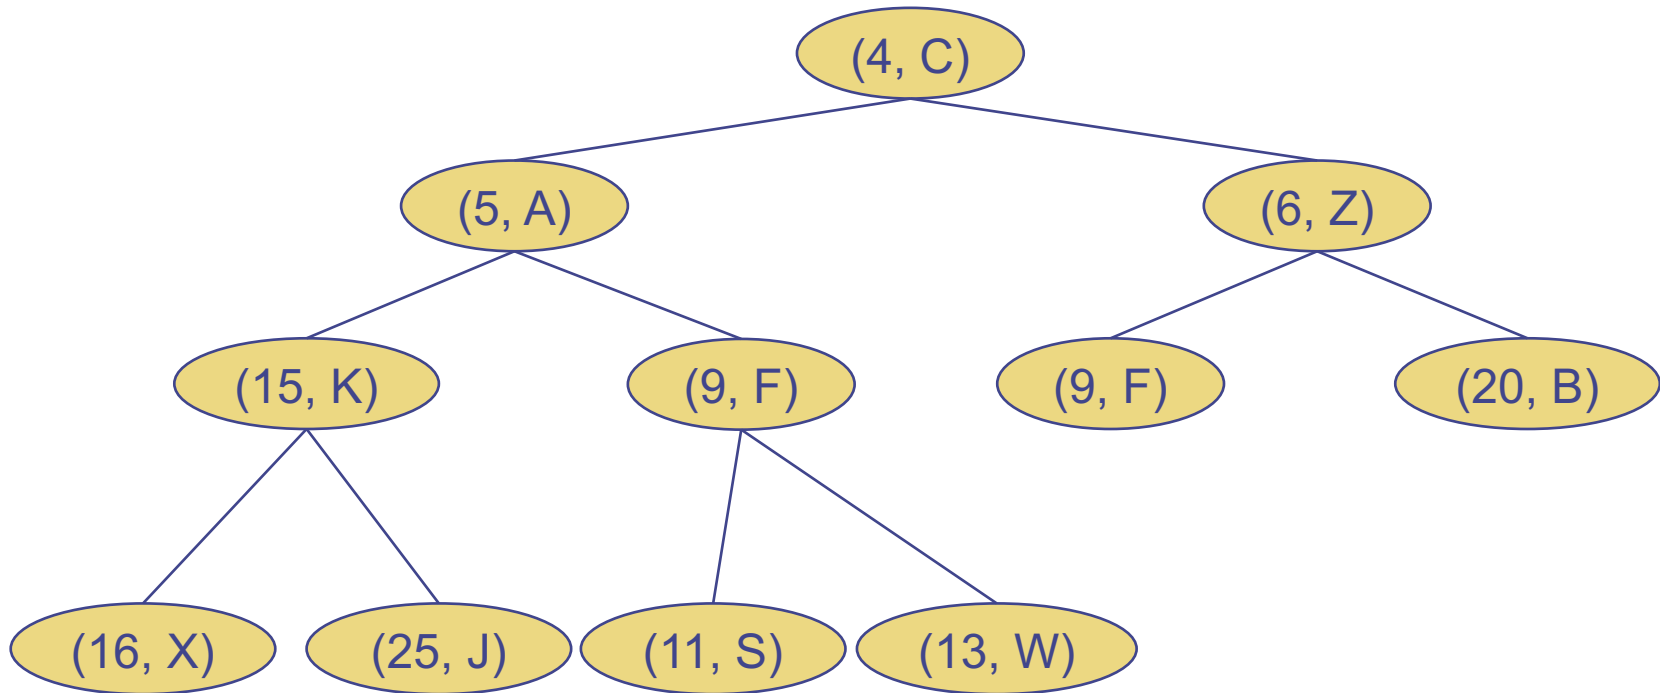 (4, C)
(5, A)
(6, Z)
(15, K)
(9, F)
(9, F)
(20, B)
(16, X)
(25, J)
(11, S)
(13, W)